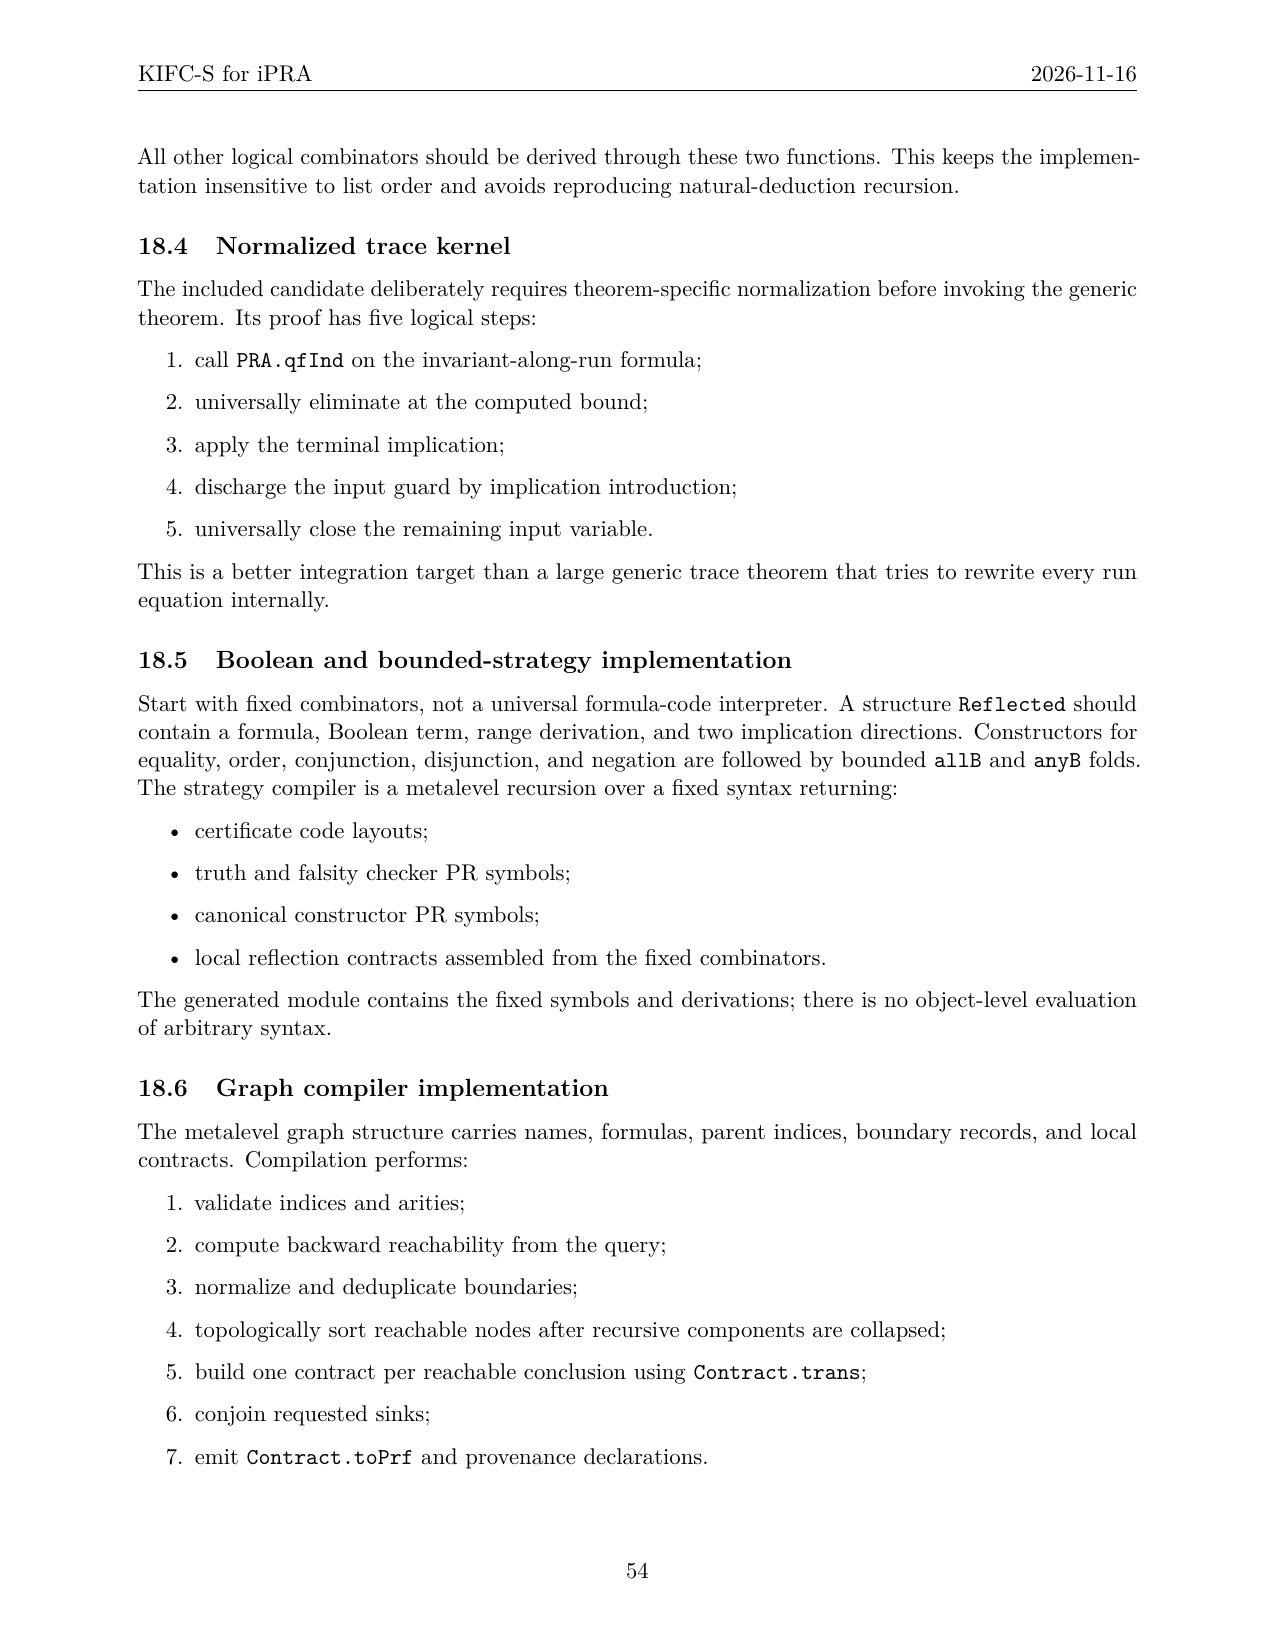 KIFC-S for iPRA 2026-11-16
All other logical combinators should be derived through these two functions. This keeps the implemen-
tation insensitive to list order and avoids reproducing natural-deduction recursion.
18.4 Normalized trace kernel
The included candidate deliberately requires theorem-specific normalization before invoking the generic
theorem. Its proof has five logical steps:
1. call PRA.qfInd on the invariant-along-run formula;
2. universally eliminate at the computed bound;
3. apply the terminal implication;
4. discharge the input guard by implication introduction;
5. universally close the remaining input variable.
This is a better integration target than a large generic trace theorem that tries to rewrite every run
equation internally.
18.5 Boolean and bounded-strategy implementation
Start with fixed combinators, not a universal formula-code interpreter. A structure Reflected should
contain a formula, Boolean term, range derivation, and two implication directions. Constructors for
equality, order, conjunction, disjunction, and negation are followed by bounded allB and anyB folds.
The strategy compiler is a metalevel recursion over a fixed syntax returning:
• certificate code layouts;
• truth and falsity checker PR symbols;
• canonical constructor PR symbols;
• local reflection contracts assembled from the fixed combinators.
The generated module contains the fixed symbols and derivations; there is no object-level evaluation
of arbitrary syntax.
18.6 Graph compiler implementation
The metalevel graph structure carries names, formulas, parent indices, boundary records, and local
contracts. Compilation performs:
1. validate indices and arities;
2. compute backward reachability from the query;
3. normalize and deduplicate boundaries;
4. topologically sort reachable nodes after recursive components are collapsed;
5. build one contract per reachable conclusion using Contract.trans;
6. conjoin requested sinks;
7. emit Contract.toPrf and provenance declarations.
54